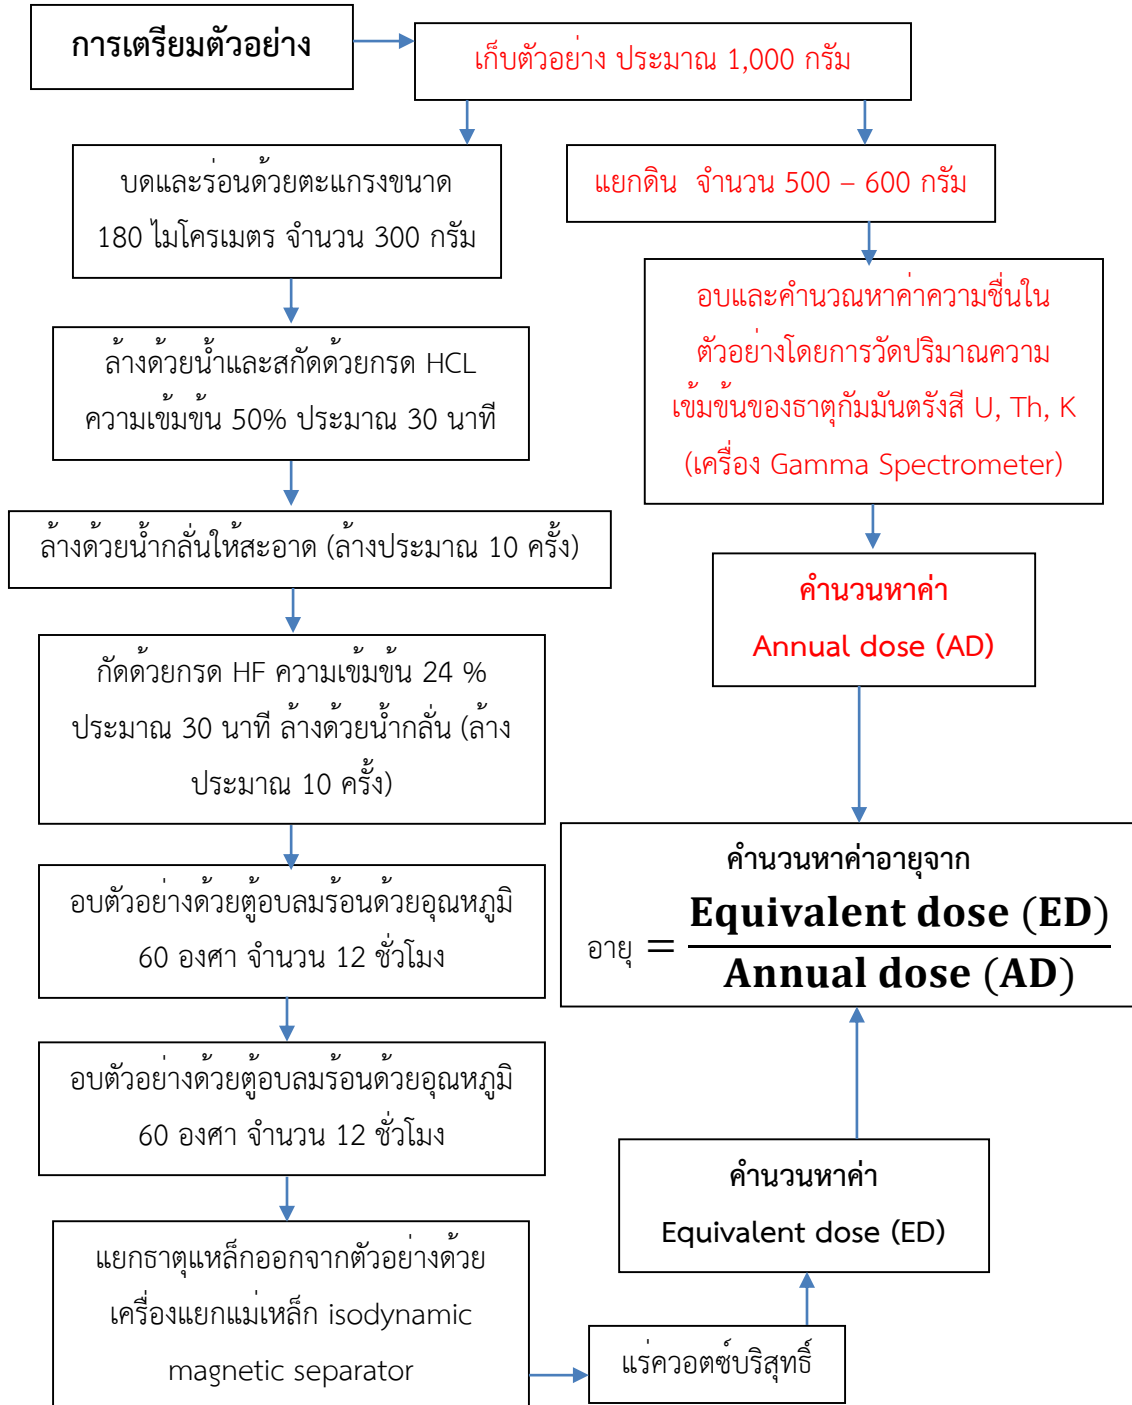 การเตรียมตัวอย่าง
เก็บตัวอย่าง ประมาณ 1,000 กรัม
บดและร่อนด้วยตะแกรงขนาด
180 ไมโครเมตร จำนวน 300 กรัม
แยกดิน จำนวน 500 – 600 กรัม
อบและคำนวณหาค่าความชื่นใน
ตัวอย่างโดยการวัดปริมาณความ
เข้มข้นของธาตุกัมมันตรังสี U, Th, K
(เครื่อง Gamma Spectrometer)
ล้างด้วยน้ำและสกัดด้วยกรด HCL
ความเข้มข้น 50% ประมาณ 30 นาที
ล้างด้วยน้ำกลั่นให้สะอาด (ล้างประมาณ 10 ครั้ง)
คำนวนหาค่า
Annual dose (AD)
กัดด้วยกรด HF ความเข้มข้น 24 %
ประมาณ 30 นาที ล้างด้วยน้ำกลั่น (ล้าง
ประมาณ 10 ครั้ง)
คำนวนหาค่าอายุจาก
อายุ = Equivalent dose (ED)
Annual dose (AD)
อบตัวอย่างด้วยตู้อบลมร้อนด้วยอุณหภูมิ
60 องศา จำนวน 12 ชั่วโมง
อบตัวอย่างด้วยตู้อบลมร้อนด้วยอุณหภูมิ
60 องศา จำนวน 12 ชั่วโมง
คำนวนหาค่า
Equivalent dose (ED)
แยกธาตุแหล็กออกจากตัวอย่างด้วย
เครื่องแยกแม่เหล็ก isodynamic
magnetic separator
แร่ควอตซ์บริสุทธิ์